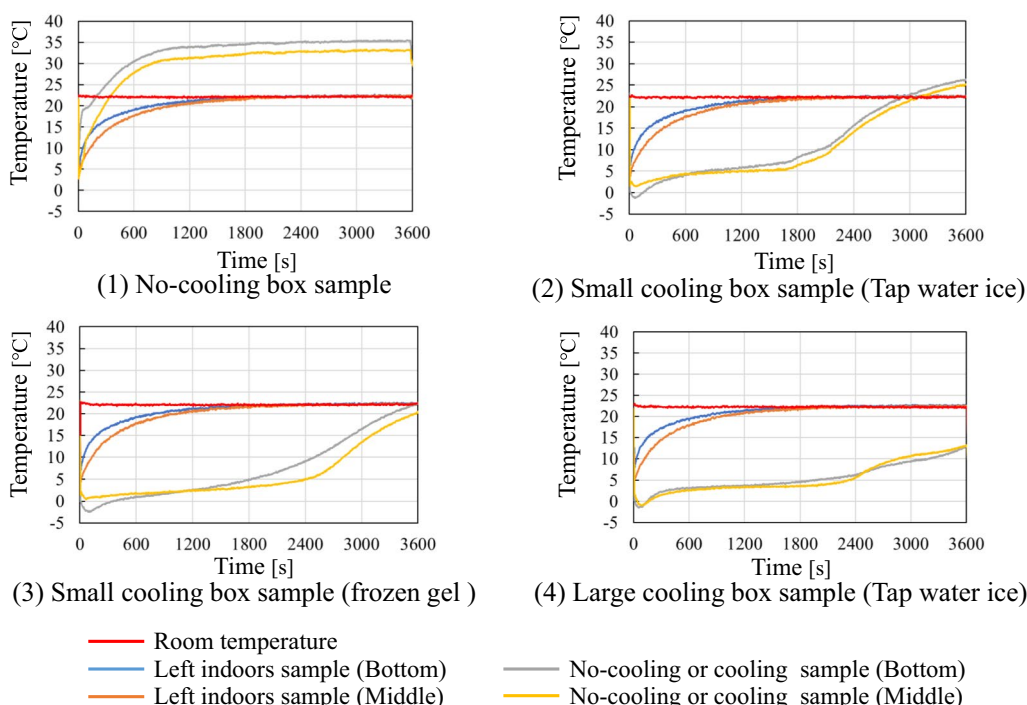 Temperature [°C]
40
35
30
25
20
15
10
5
0
-5
0 600 1200 1800 2400 3000 3600
Time [s]
(1) No-cooling box sample
Temperature [°C]
40
35
30
25
20
15
10
5
0
-5
0 600 1200 1800 2400 3000 3600
Time [s]
(2) Small cooling box sample (Tap water ice)
Temperature [°C]
40
35
30
25
20
15
10
5
0
-5
0 600 1200 1800 2400 3000 3600
Time [s]
(3) Small cooling box sample (frozen gel )
Temperature [°C]
40
35
30
25
20
15
10
5
0
-5
0 600 1200 1800 2400 3000 3600
Time [s]
(4) Large cooling box sample (Tap water ice)
Room temperature
Left indoors sample (Bottom)
Left indoors sample (Middle)
No-cooling or cooling sample (Bottom)
No-cooling or cooling sample (Middle)